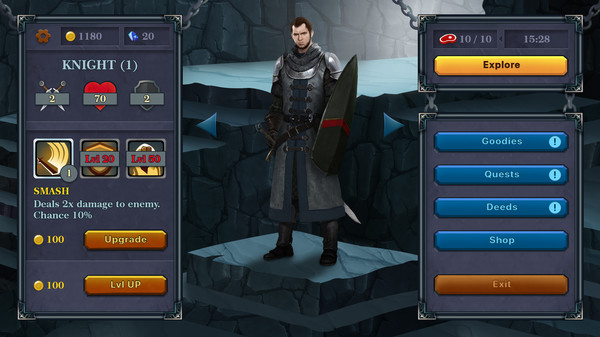 1180
20
KNIGHT (1)
2
70
2
1
Lvl 20
Lvl 50
SMASH
Deals 2x damage to enemy.
Chance 10%
100
Upgrade
100
Lvl UP
10 / 10
15:28
Explore
Goodies !
Quests !
Deeds !
Shop
Exit